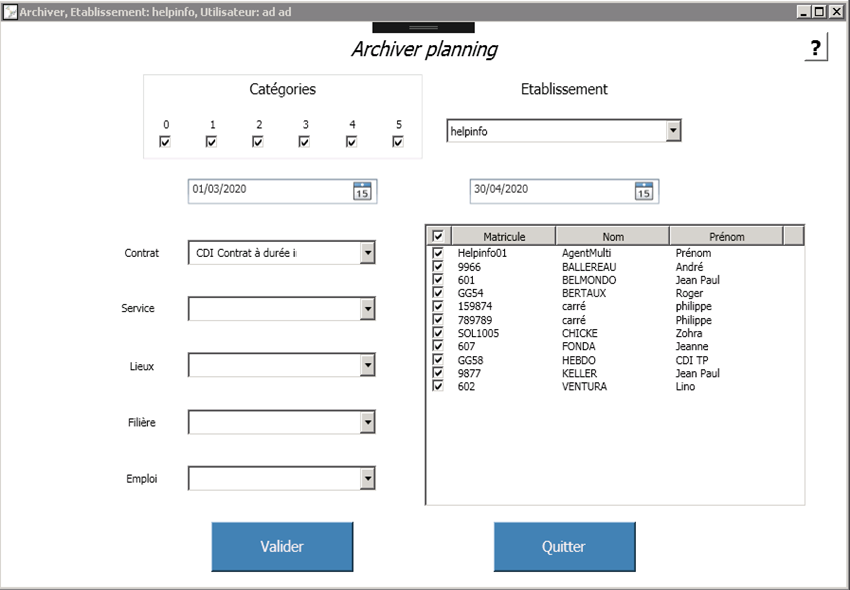 Archiver, Etablissement: helpinfo, Utilisateur: ad ad
Archiver planning
?
Catégories
0 1 2 3 4 5
Etablissement
helpinfo
01/03/2020
15
30/04/2020
15
Contrat
CDI Contrat à durée i
Service
Lieux
Filière
Emploi
Matricule Nom Prénom
Helpinfo01 AgentMulti Prénom
9966 BALLEREAU André
601 BELMONDO Jean Paul
GG54 BERTAUX Roger
159874 carré philippe
789789 carré Philippe
SOL1005 CHICKE Zohra
607 FONDA Jeanne
GG58 HEBDO CDI TP
9877 KELLER Jean Paul
602 VENTURA Lino
Valider
Quitter